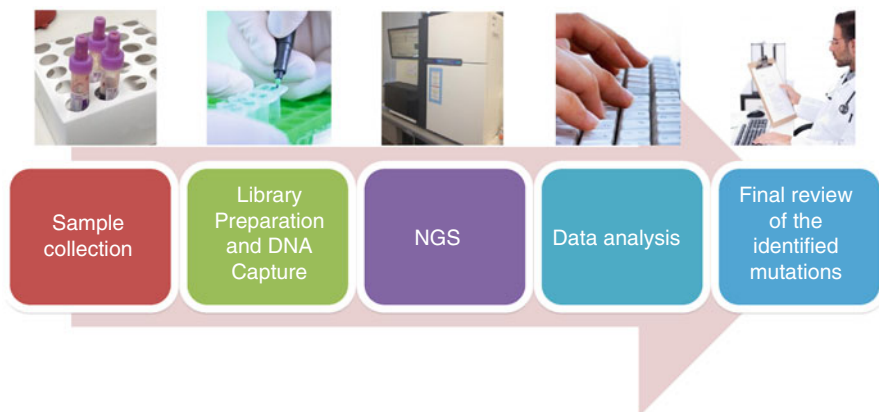 Sample
collection
Library
Preparation
and DNA
Capture
NGS
Data analysis
Final review
of the
identified
mutations